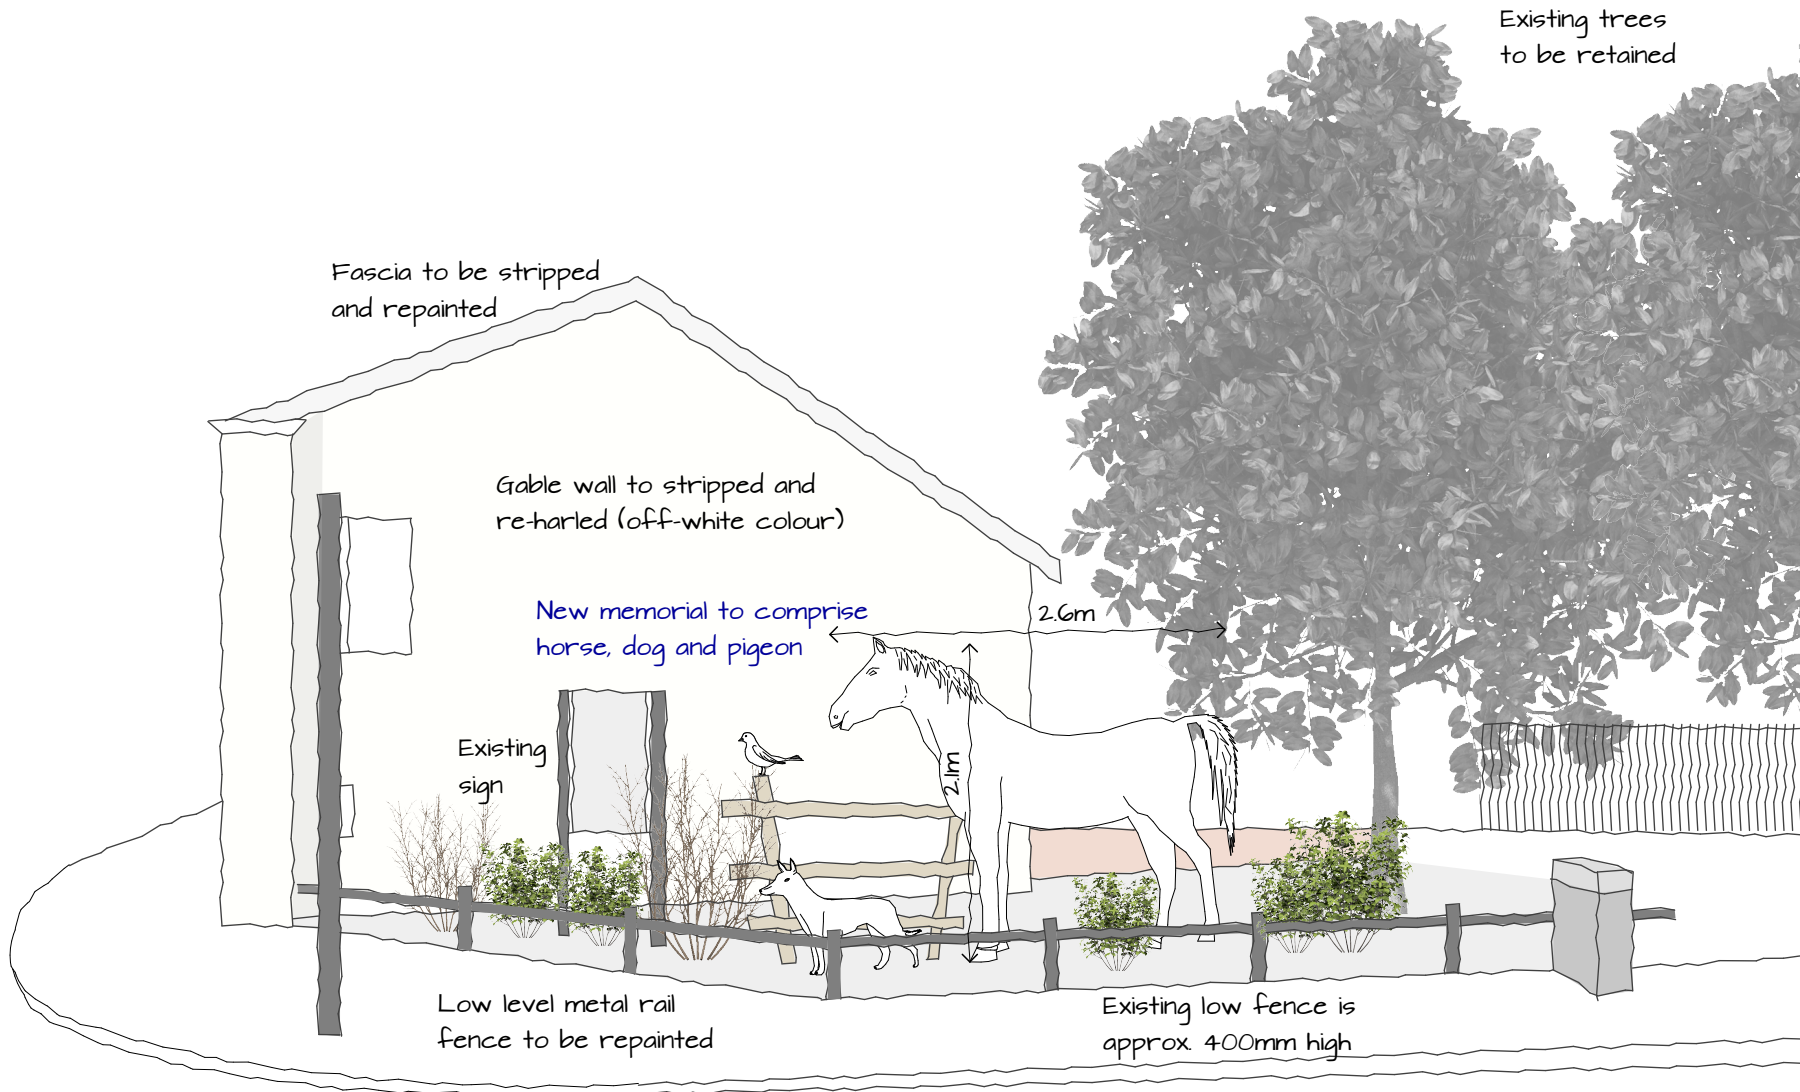 Existing trees
to be retained
Fascia to be stripped
and repainted
Gable wall to stripped and
re-harled (off-white colour)
New memorial to comprise
horse, dog and pigeon
2.6m
2.1m
Existing
sign
Low level metal rail
fence to be repainted
Existing low fence is
approx. 400mm high